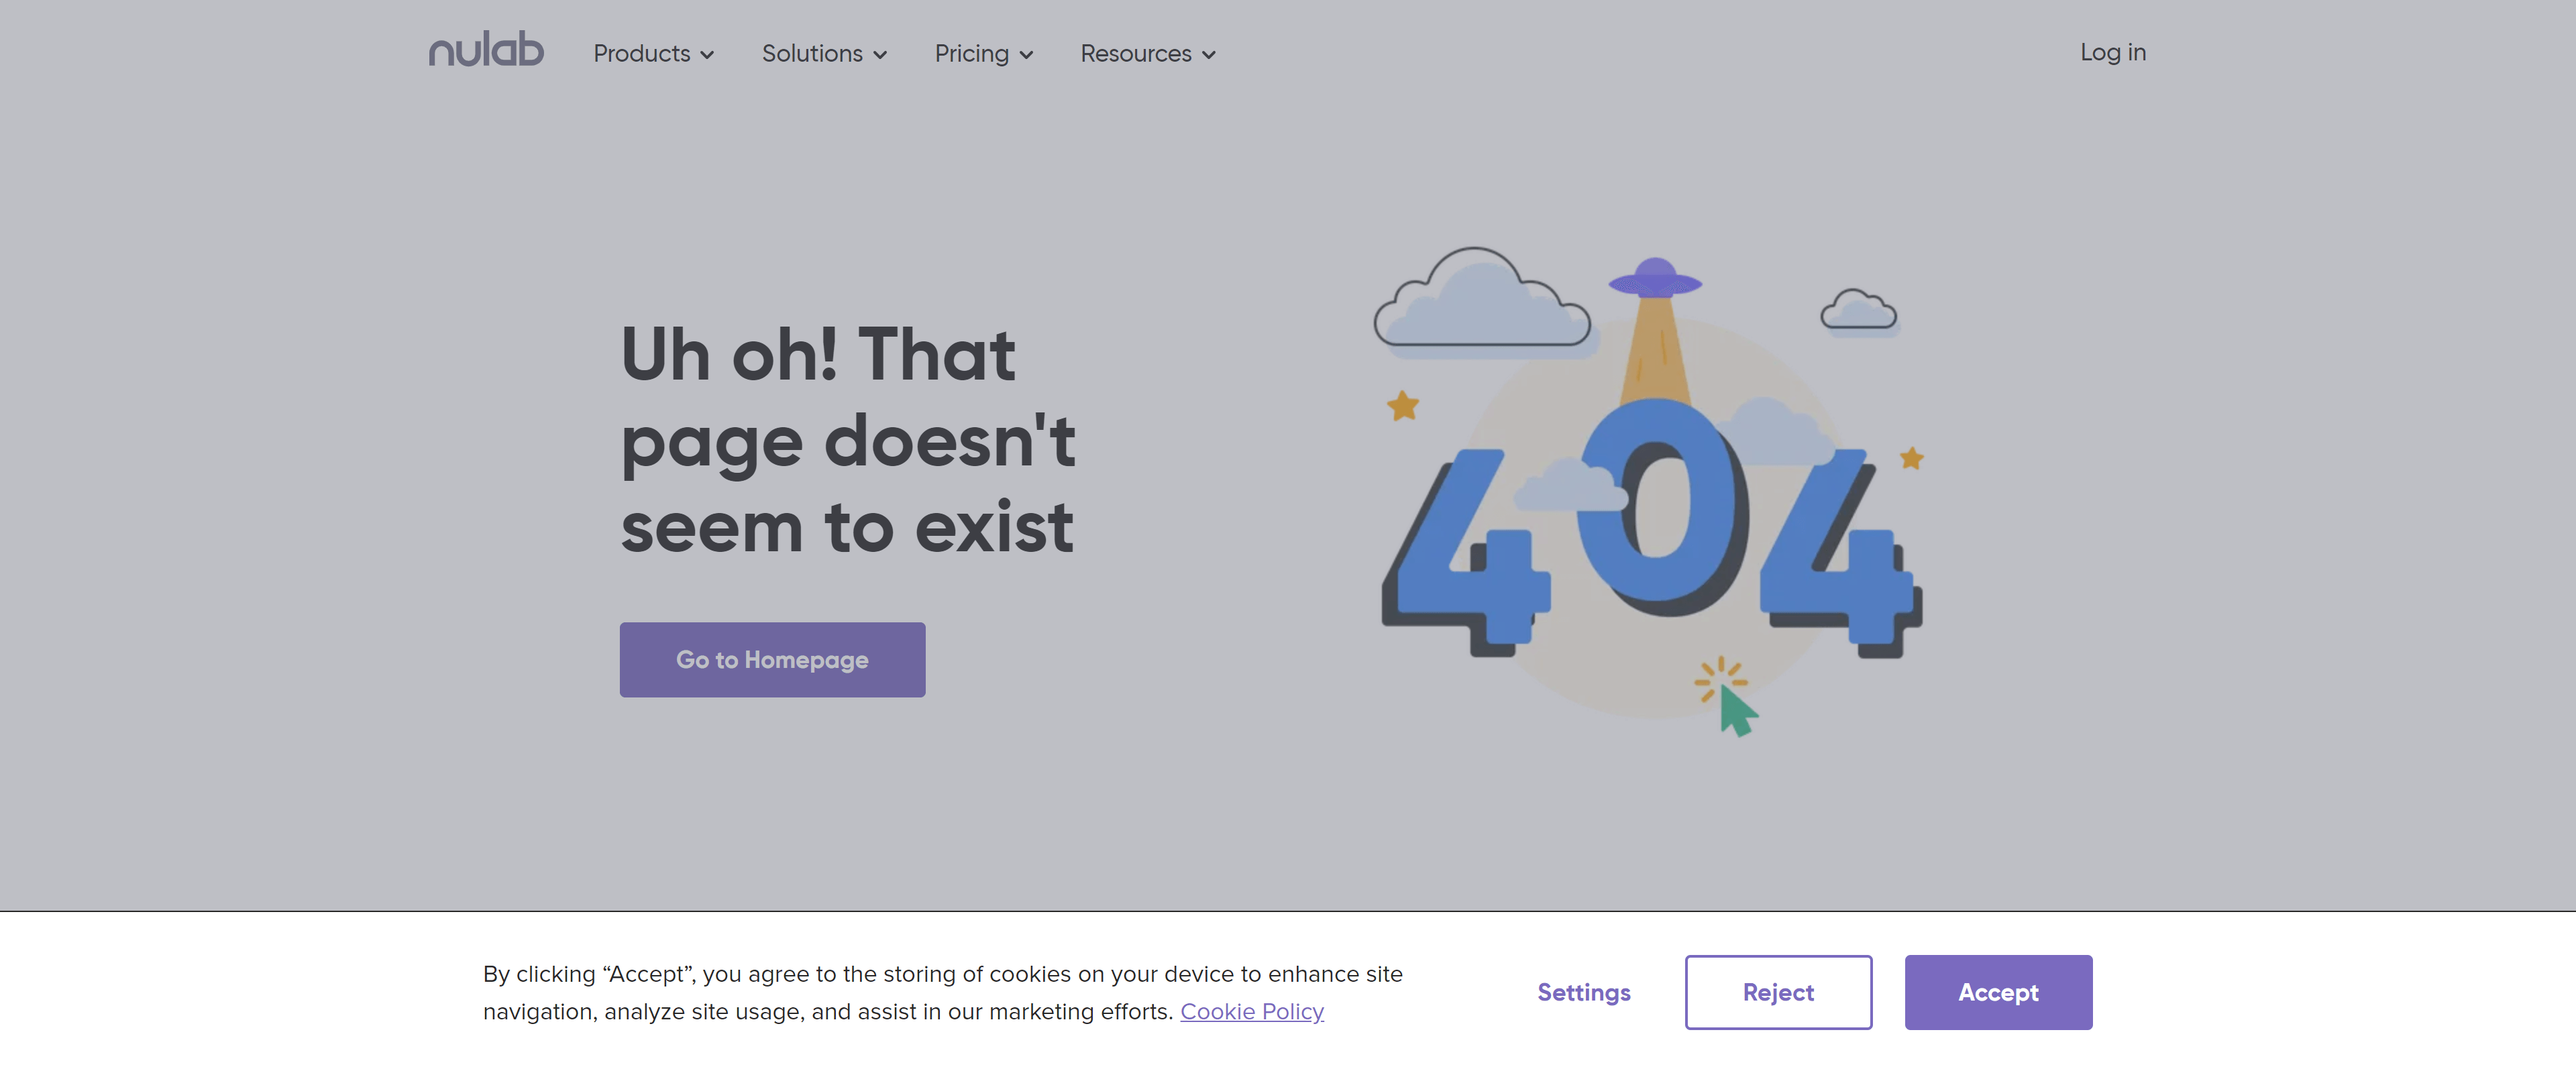 nulab Products Solutions Pricing Resources Log in
Uh oh! That
page doesn't
seem to exist
Go to Homepage
404
By clicking “Accept”, you agree to the storing of cookies on your device to enhance site
navigation, analyze site usage, and assist in our marketing efforts. Cookie Policy
Settings Reject Accept